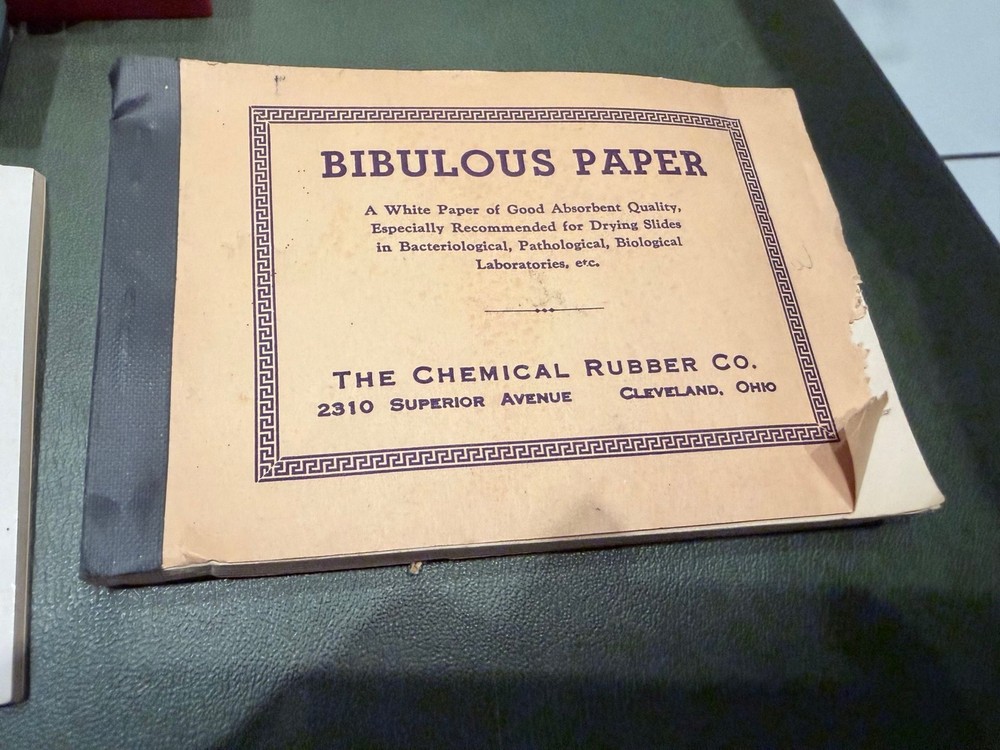 BIBULOUS PAPER
A White Paper of Good Absorbent Quality,
Especially Recommended for Drying Slides
in Bacteriological, Pathological, Biological
Laboratories, etc.
THE CHEMICAL RUBBER CO.
2310 SUPERIOR AVENUE CLEVELAND, OHIO